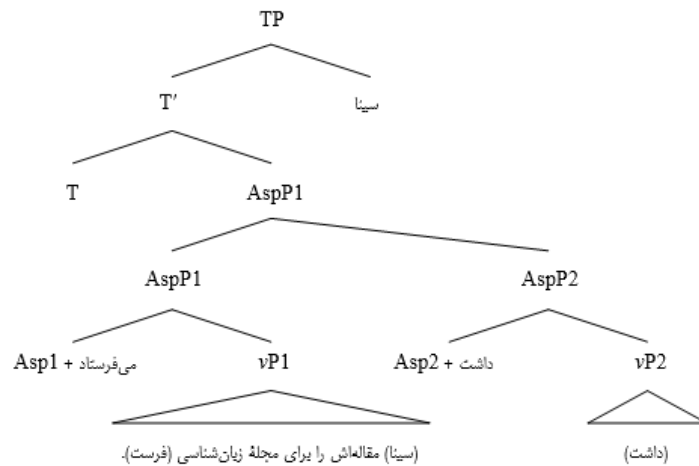 TP
T′ سینا
T AspP1
AspP1 AspP2
Asp1 + می‌فرستاد vP1 Asp2 + داشت vP2
(سینا) مقاله‌اش را برای مجلۀ زبان‌شناسی (فرست). (داشت)